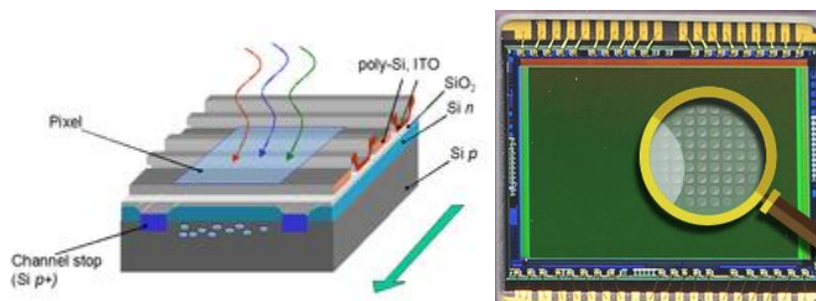 poly-Si, ITO
SiO₂
Si n
Pixel
Si p
Channel stop
(Si p+)